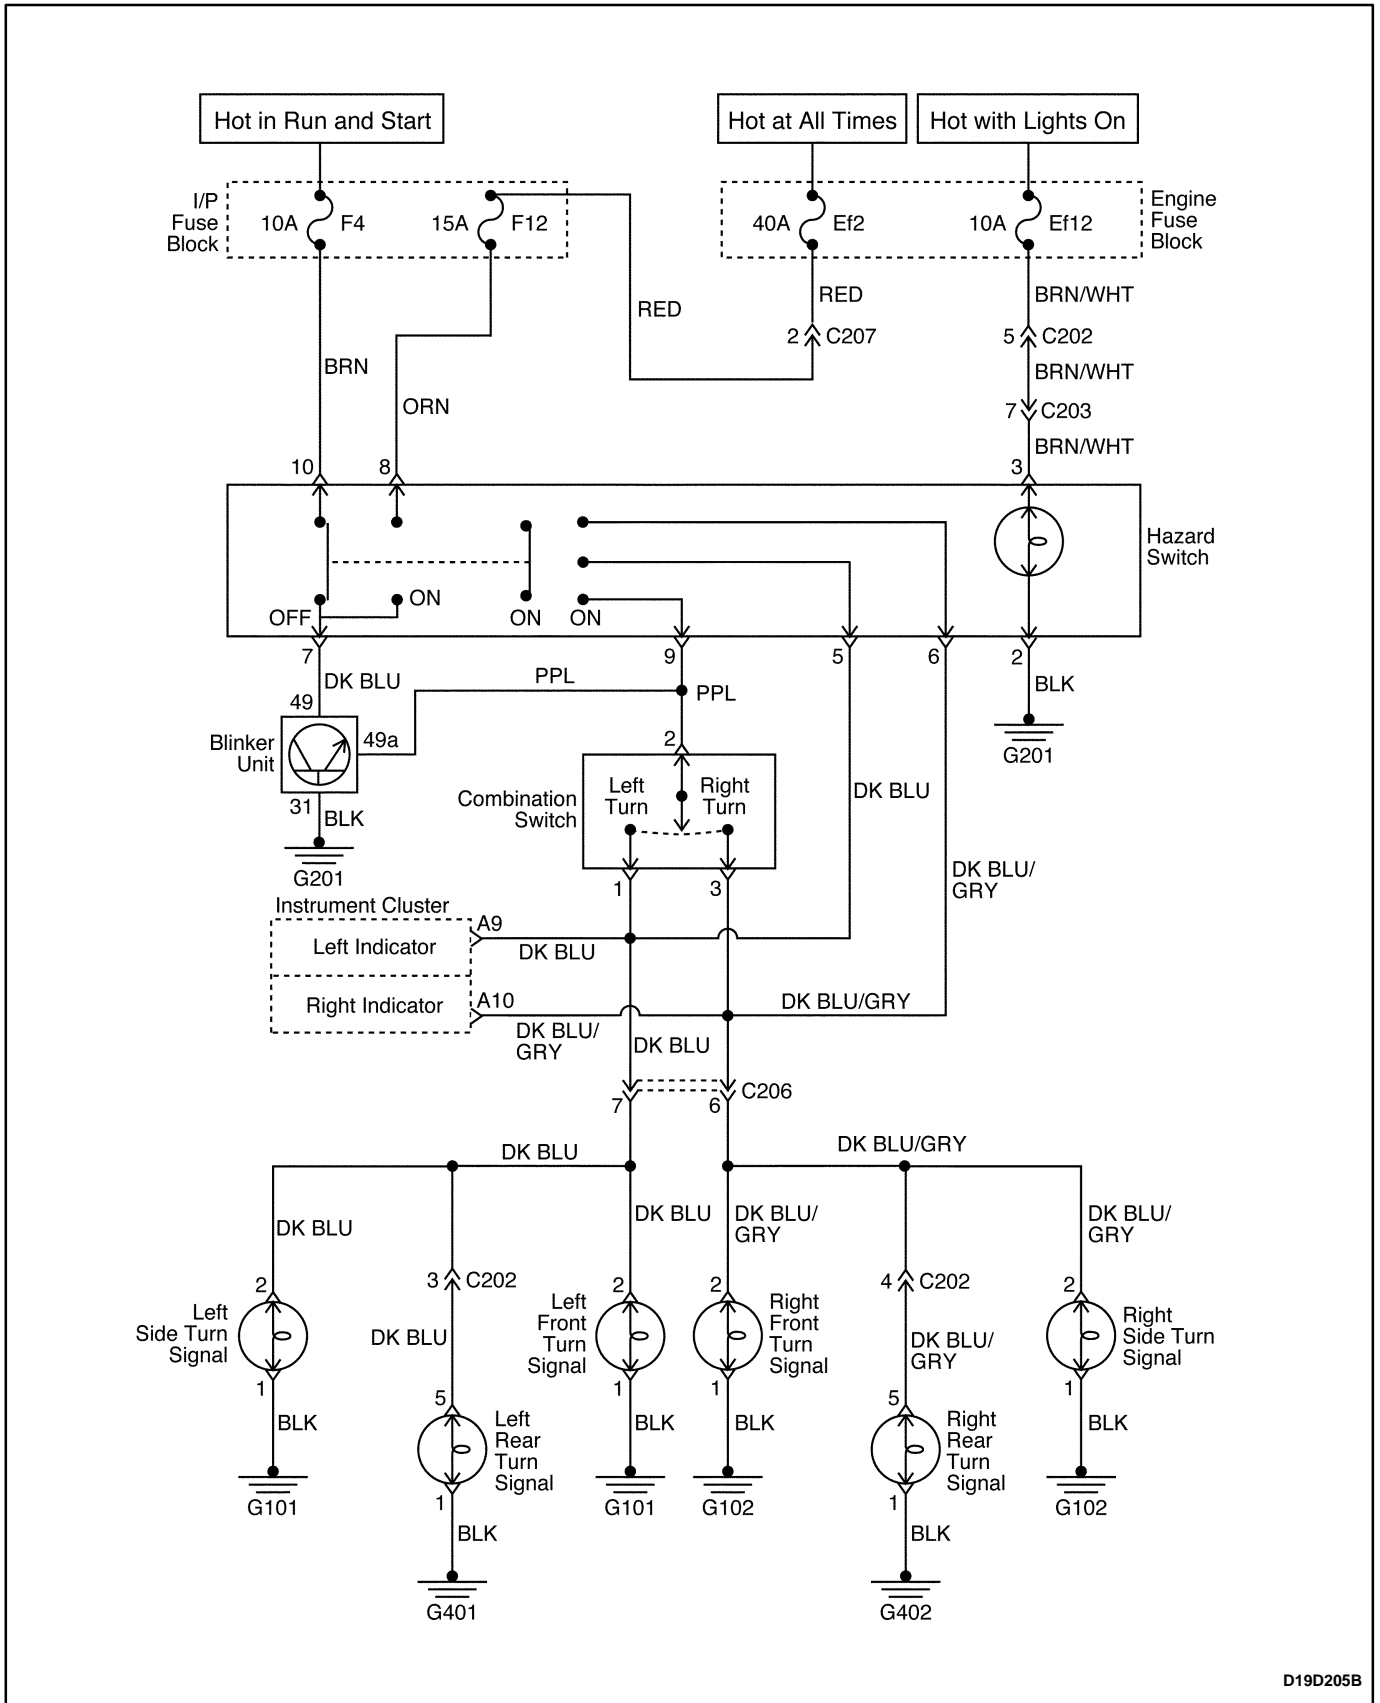 Hot in Run and Start
Hot at All Times
Hot with Lights On
I/P
Fuse
Block
10A
F4
15A
F12
40A
Ef2
10A
Ef12
Engine
Fuse
Block
RED
BRN/WHT
RED
2
C207
5
C202
BRN
BRN/WHT
ORN
7
C203
BRN/WHT
10
8
3
Hazard
Switch
OFF
ON
ON
ON
7
9
5
6
2
DK BLU
PPL
PPL
BLK
49
49a
Blinker
Unit
2
G201
31
BLK
Combination
Switch
Left
Turn
Right
Turn
DK BLU
G201
1
3
DK BLU/
GRY
Instrument Cluster
Left Indicator
A9
DK BLU
Right Indicator
A10
DK BLU/GRY
DK BLU/
GRY
DK BLU
7
6
C206
DK BLU
DK BLU/GRY
DK BLU
DK BLU
DK BLU/
GRY
DK BLU/
GRY
2
3
C202
2
2
4
C202
2
Left
Side Turn
Signal
DK BLU
Left
Front
Turn
Signal
Right
Front
Turn
Signal
DK BLU/
GRY
Right
Side Turn
Signal
1
5
1
1
5
1
BLK
Left
Rear
Turn
Signal
BLK
BLK
Right
Rear
Turn
Signal
BLK
G101
1
G101
G102
1
G102
BLK
BLK
G401
G402
D19D205B